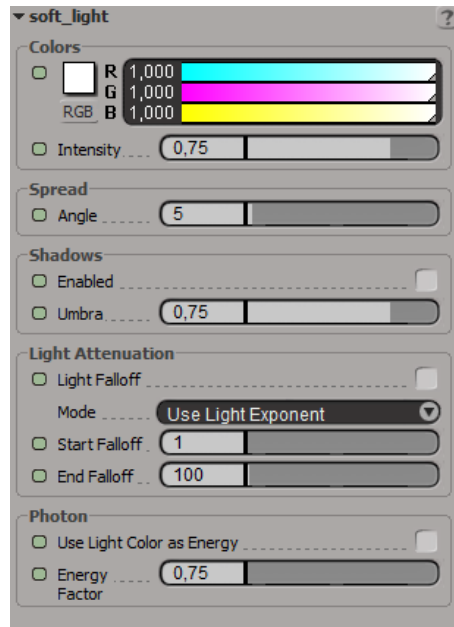 soft_light ?
Colors
R 1,000
G 1,000
RGB B 1,000
Intensity 0,75
Spread
Angle 5
Shadows
Enabled
Umbra 0,75
Light Attenuation
Light Falloff
Mode Use Light Exponent
Start Falloff 1
End Falloff 100
Photon
Use Light Color as Energy
Energy 0,75
Factor